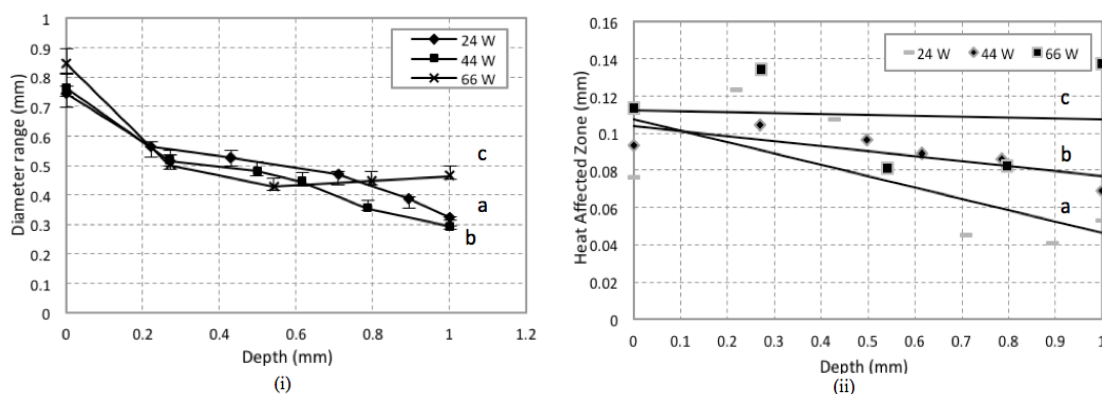 1
0.9
0.8
0.7
0.6
0.5
0.4
0.3
0.2
0.1
0
Diameter range (mm)
24 W
44 W
66 W
c
a
b
0 0.2 0.4 0.6 0.8 1 1.2
Depth (mm)
(i)
0.16
0.14
0.12
0.1
0.08
0.06
0.04
0.02
0
Heat Affected Zone (mm)
24 W 44 W 66 W
c
b
a
0 0.1 0.2 0.3 0.4 0.5 0.6 0.7 0.8 0.9 1
Depth (mm)
(ii)